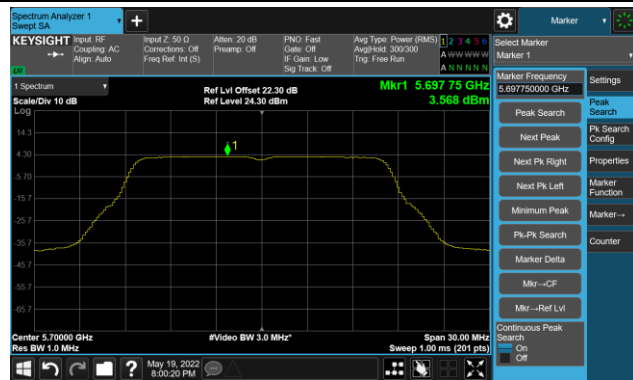 Spectrum Analyzer 1
Swept SA
+
Marker
KEYSIGHT
Input: RF
Coupling: AC
Align: Auto
Input Z: 50 Ω
Corrections: Off
Freq Ref: Int (S)
Atten: 20 dB
Preamp: Off
PNO: Fast
Gate: Off
IF Gain: Low
Sig Track: Off
Avg Type: Power (RMS)
Avg|Hold: 300/300
Trig: Free Run
1 2 3 4 5 6
A W W W W W
A N N N N N
LXI
1 Spectrum
Scale/Div 10 dB
Log
Ref Lvl Offset 22.30 dB
Ref Level 24.30 dBm
Mkr1 5.697 75 GHz
3.568 dBm
14.3
4.30
-5.70
-15.7
-25.7
-35.7
-45.7
-55.7
-65.7
1
Center 5.70000 GHz
Res BW 1.0 MHz
#Video BW 3.0 MHz*
Span 30.00 MHz
Sweep 1.00 ms (201 pts)
Select Marker
Marker 1
Marker Frequency
5.697750000 GHz
Peak Search
Next Peak
Next Pk Right
Next Pk Left
Minimum Peak
Pk-Pk Search
Marker Delta
Mkr→CF
Mkr→Ref Lvl
Continuous Peak
Search
On
Off
Settings
Peak
Search
Pk Search
Config
Properties
Marker
Function
Marker→
Counter
?
May 19, 2022
8:00:20 PM